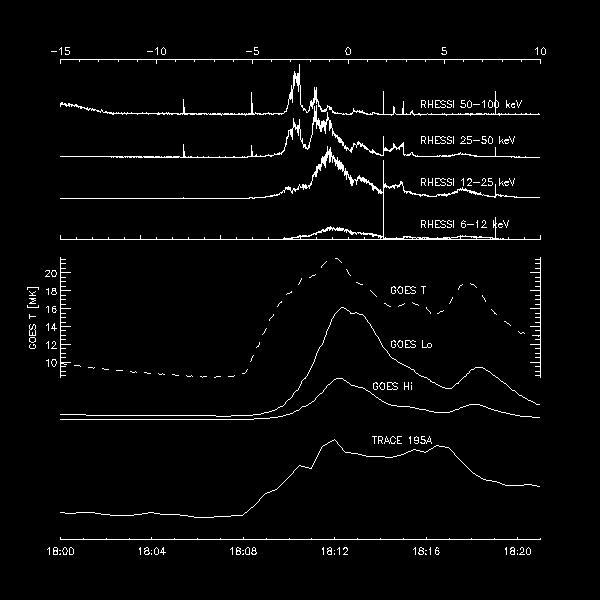 -15 -10 -5 0 5 10
RHESSI 50-100 keV
RHESSI 25-50 keV
RHESSI 12-25 keV
RHESSI 6-12 keV
GOES T [MK]
20
18
16
14
12
10
GOES T
GOES Lo
GOES Hi
TRACE 195A
18:00 18:04 18:08 18:12 18:16 18:20